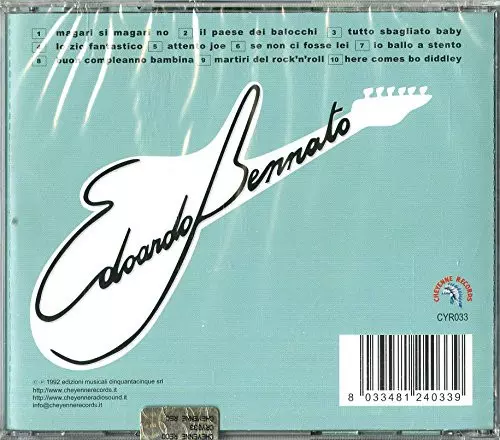 1 magari si magari no 2 il paese dei balocchi 3 tutto sbagliato baby
4 lo zio fantastico 5 attento joe 6 se non ci fosse lei 7 io ballo a stento
8 buon compleanno bambina 9 martiri del rock'n'roll 10 here comes bo diddley
Edoardo Bennato
CHEYENNE RECORDS
CYR033
© ℗ 1992 edizioni musicali cinquantacinque srl
http://www.cheyennerecords.it
http://www.cheyenneradiosound.it
info@cheyennerecords.it
8 033481 240339